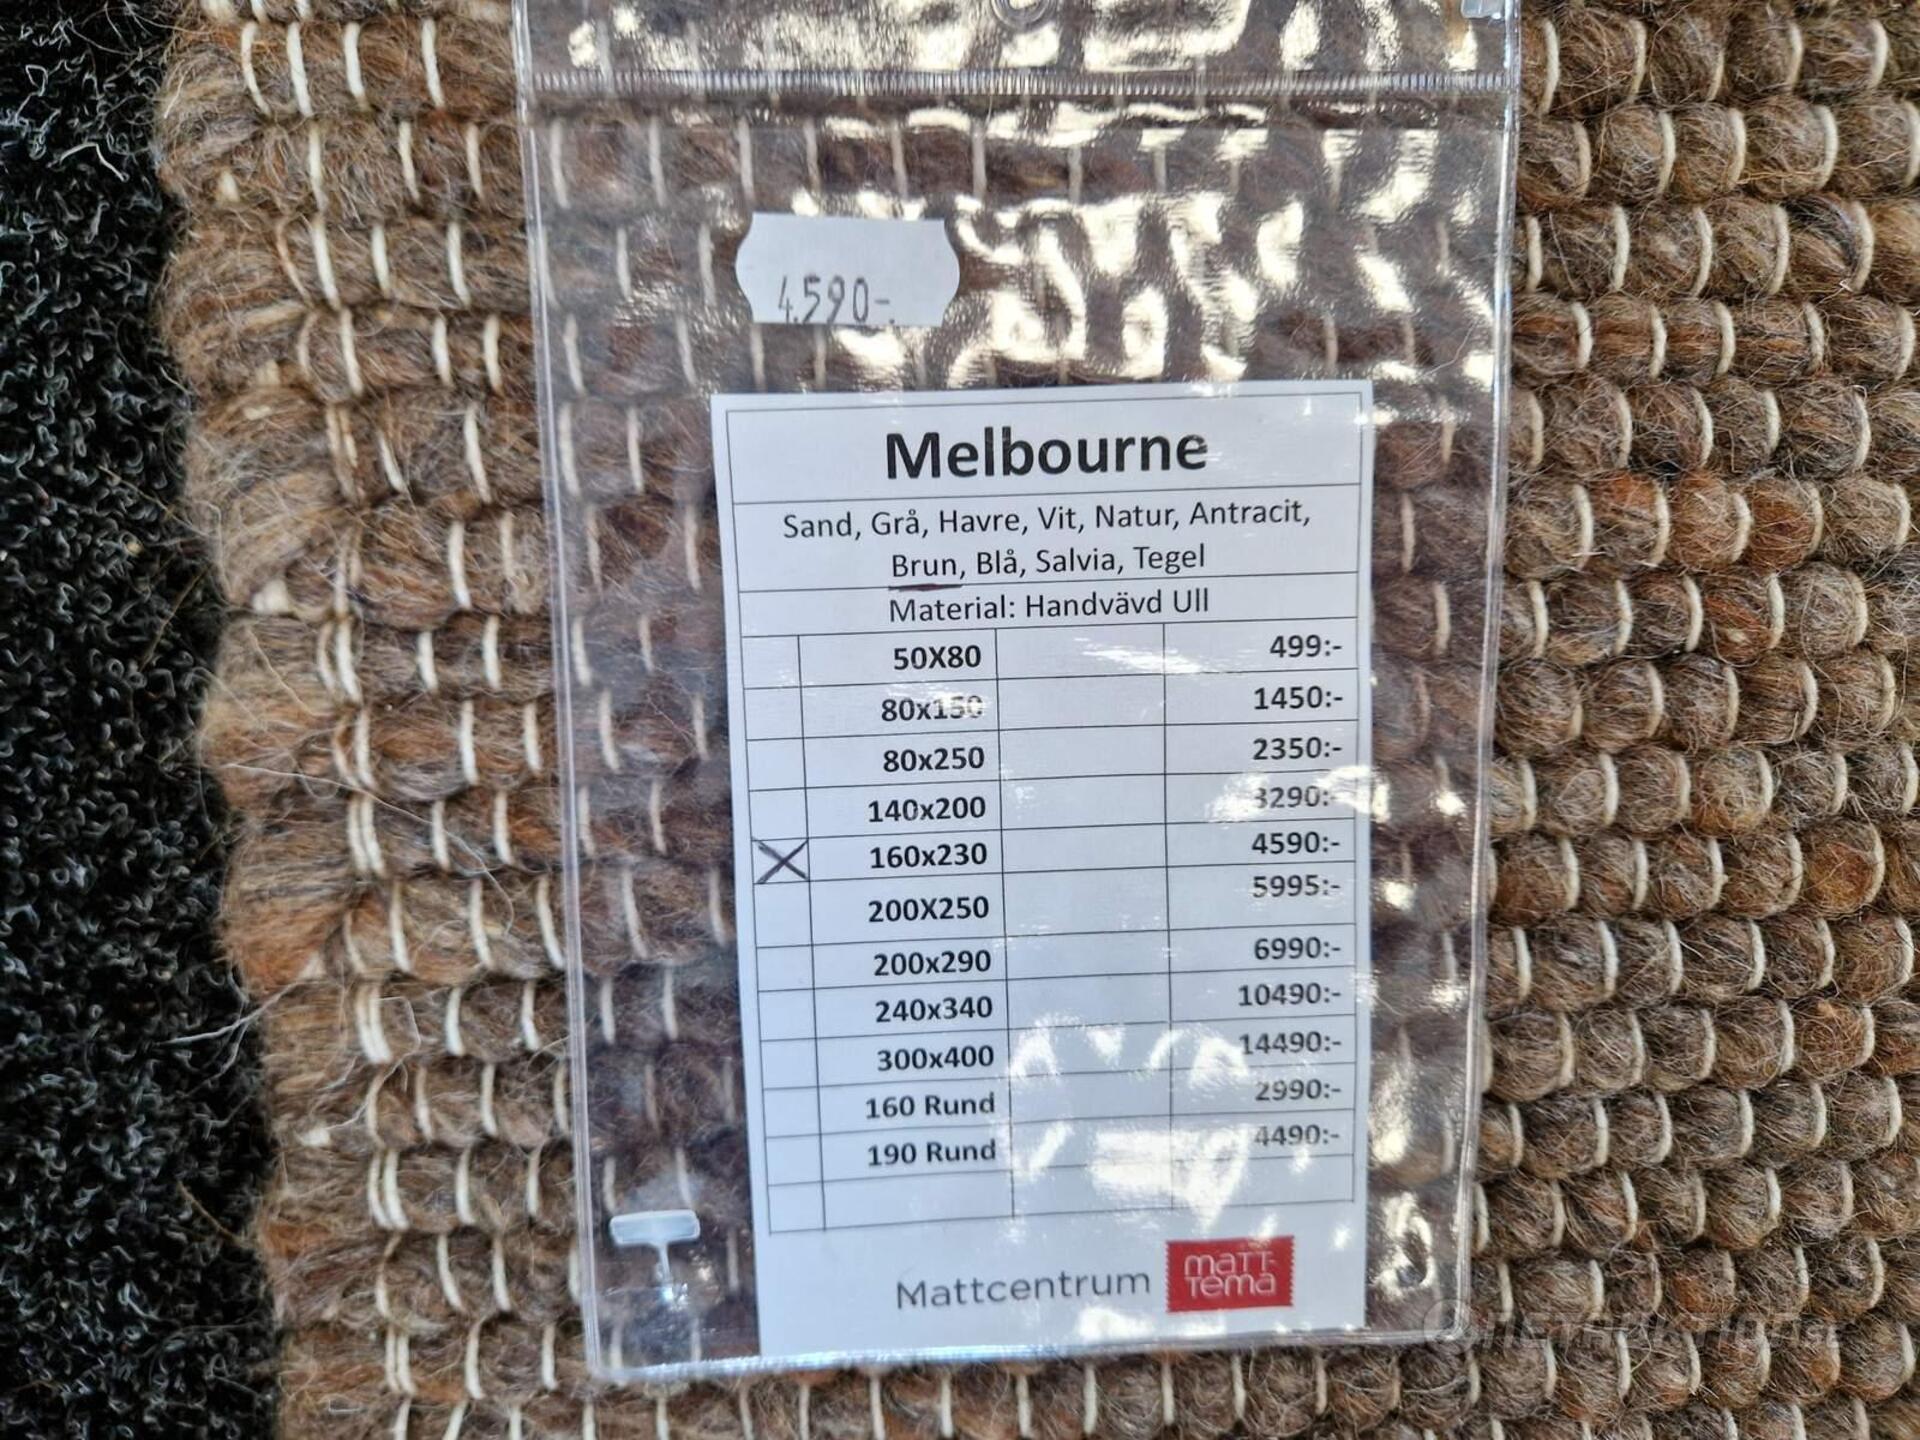 4.590-
Melbourne
Sand, Grå, Havre, Vit, Natur, Antracit,
Brun, Blå, Salvia, Tegel
Material: Handvävd Ull
50X80 499:-
80x150 1450:-
80x250 2350:-
140x200 3290:-
160x230 4590:-
200X250 5995:-
200x290 6990:-
240x340 10490:-
300x400 14490:-
160 Rund 2990:-
190 Rund 4490:-
Mattcentrum
MATT-
TEMA